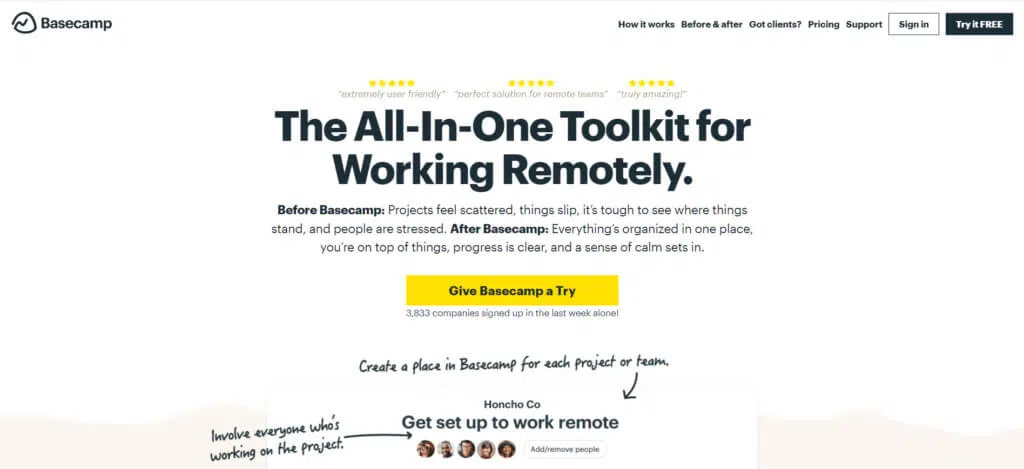 Basecamp
How it works Before & after Got clients? Pricing Support Sign in Try it FREE
"extremely user friendly" "perfect solution for remote teams" "truly amazing!"
The All-In-One Toolkit for
Working Remotely.
Before Basecamp: Projects feel scattered, things slip, it's tough to see where things
stand, and people are stressed. After Basecamp: Everything's organized in one place,
you're on top of things, progress is clear, and a sense of calm sets in.
Give Basecamp a Try
3,833 companies signed up in the last week alone!
Create a place in Basecamp for each project or team.
Honcho Co
Get set up to work remote
Involve everyone who's
working on the project.
Add/remove people